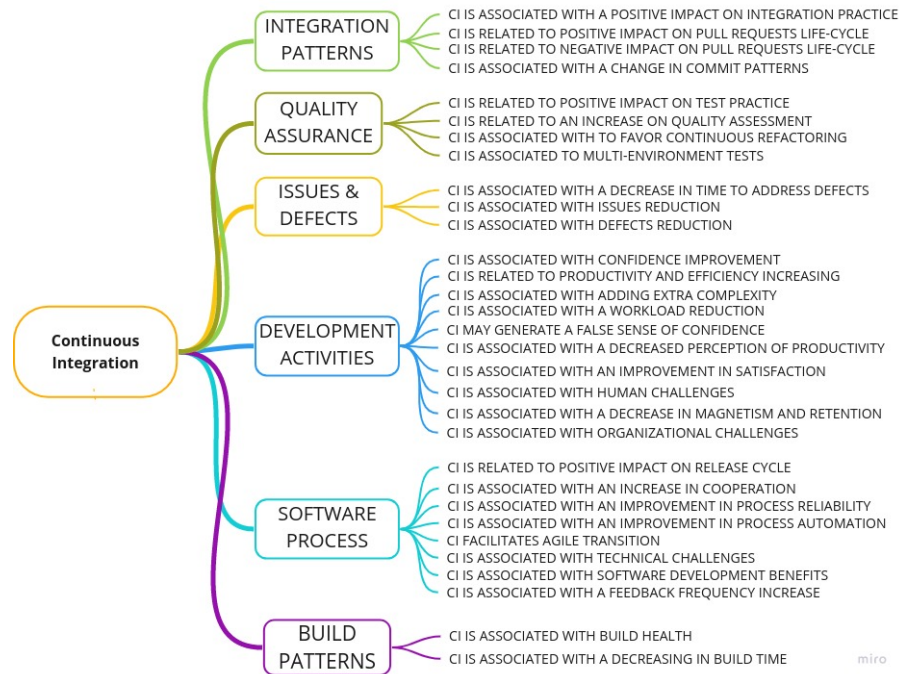 Continuous
Integration
INTEGRATION
PATTERNS
CI IS ASSOCIATED WITH A POSITIVE IMPACT ON INTEGRATION PRACTICE
CI IS RELATED TO POSITIVE IMPACT ON PULL REQUESTS LIFE-CYCLE
CI IS RELATED TO NEGATIVE IMPACT ON PULL REQUESTS LIFE-CYCLE
CI IS ASSOCIATED WITH A CHANGE IN COMMIT PATTERNS
QUALITY
ASSURANCE
CI IS RELATED TO POSITIVE IMPACT ON TEST PRACTICE
CI IS RELATED TO AN INCREASE ON QUALITY ASSESSMENT
CI IS ASSOCIATED WITH TO FAVOR CONTINUOUS REFACTORING
CI IS ASSOCIATED TO MULTI-ENVIRONMENT TESTS
ISSUES &
DEFECTS
CI IS ASSOCIATED WITH A DECREASE IN TIME TO ADDRESS DEFECTS
CI IS ASSOCIATED WITH ISSUES REDUCTION
CI IS ASSOCIATED WITH DEFECTS REDUCTION
DEVELOPMENT
ACTIVITIES
CI IS ASSOCIATED WITH CONFIDENCE IMPROVEMENT
CI IS RELATED TO PRODUCTIVITY AND EFFICIENCY INCREASING
CI IS ASSOCIATED WITH ADDING EXTRA COMPLEXITY
CI IS ASSOCIATED WITH A WORKLOAD REDUCTION
CI MAY GENERATE A FALSE SENSE OF CONFIDENCE
CI IS ASSOCIATED WITH A DECREASED PERCEPTION OF PRODUCTIVITY
CI IS ASSOCIATED WITH AN IMPROVEMENT IN SATISFACTION
CI IS ASSOCIATED WITH HUMAN CHALLENGES
CI IS ASSOCIATED WITH A DECREASE IN MAGNETISM AND RETENTION
CI IS ASSOCIATED WITH ORGANIZATIONAL CHALLENGES
SOFTWARE
PROCESS
CI IS RELATED TO POSITIVE IMPACT ON RELEASE CYCLE
CI IS ASSOCIATED WITH AN INCREASE IN COOPERATION
CI IS ASSOCIATED WITH AN IMPROVEMENT IN PROCESS RELIABILITY
CI IS ASSOCIATED WITH AN IMPROVEMENT IN PROCESS AUTOMATION
CI FACILITATES AGILE TRANSITION
CI IS ASSOCIATED WITH TECHNICAL CHALLENGES
CI IS ASSOCIATED WITH SOFTWARE DEVELOPMENT BENEFITS
CI IS ASSOCIATED WITH A FEEDBACK FREQUENCY INCREASE
BUILD
PATTERNS
CI IS ASSOCIATED WITH BUILD HEALTH
CI IS ASSOCIATED WITH A DECREASING IN BUILD TIME
miro